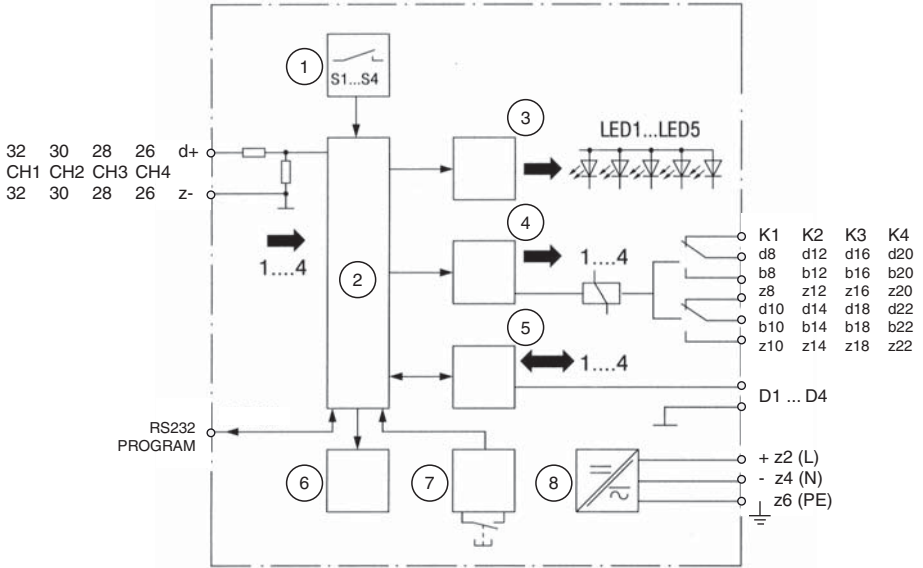 1
S1...S4
3
LED1...LED5
32 30 28 26 d+
CH1 CH2 CH3 CH4
32 30 28 26 z-
1....4
2
4
1....4
K1 K2 K3 K4
d8 d12 d16 d20
b8 b12 b16 b20
z8 z12 z16 z20
d10 d14 d18 d22
b10 b14 b18 b22
z10 z14 z18 z22
5
1....4
D1 ... D4
RS232
PROGRAM
6
7
8
+ z2 (L)
- z4 (N)
z6 (PE)